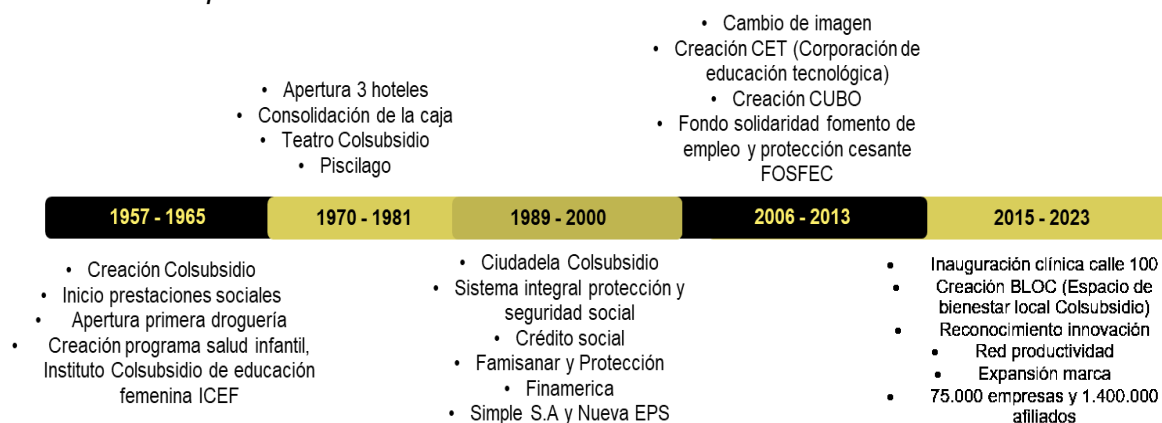 • Cambio de imagen
• Creación CET (Corporación de
educación tecnológica)
• Creación CUBO
• Fondo solidaridad fomento de
empleo y protección cesante
FOSFEC
• Apertura 3 hoteles
• Consolidación de la caja
• Teatro Colsubsidio
• Piscilago
1957 - 1965
1970 - 1981
1989 - 2000
2006 - 2013
2015 - 2023
• Creación Colsubsidio
• Inicio prestaciones sociales
• Apertura primera droguería
• Creación programa salud infantil,
Instituto Colsubsidio de educación
femenina ICEF
• Ciudadela Colsubsidio
• Sistema integral protección y
seguridad social
• Crédito social
• Famisanar y Protección
• Finamerica
• Simple S.A y Nueva EPS
• Inauguración clínica calle 100
• Creación BLOC (Espacio de
bienestar local Colsubsidio)
• Reconocimiento innovación
• Red productividad
• Expansión marca
• 75.000 empresas y 1.400.000
afiliados